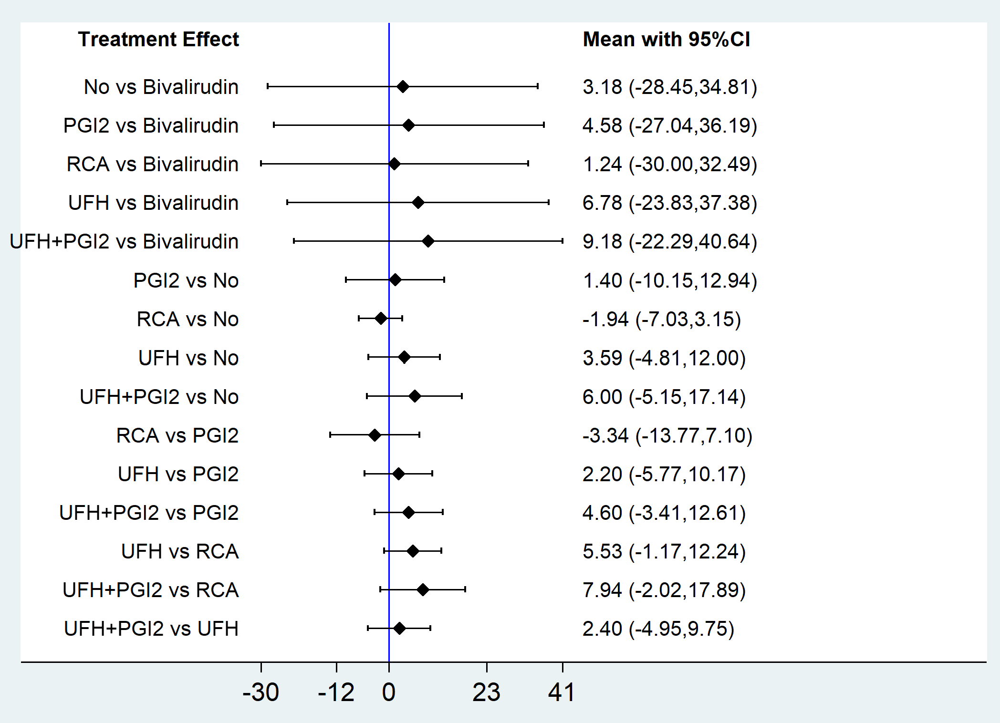 Treatment Effect Mean with 95%CI
No vs Bivalirudin 3.18 (-28.45,34.81)
PGI2 vs Bivalirudin 4.58 (-27.04,36.19)
RCA vs Bivalirudin 1.24 (-30.00,32.49)
UFH vs Bivalirudin 6.78 (-23.83,37.38)
UFH+PGI2 vs Bivalirudin 9.18 (-22.29,40.64)
PGI2 vs No 1.40 (-10.15,12.94)
RCA vs No -1.94 (-7.03,3.15)
UFH vs No 3.59 (-4.81,12.00)
UFH+PGI2 vs No 6.00 (-5.15,17.14)
RCA vs PGI2 -3.34 (-13.77,7.10)
UFH vs PGI2 2.20 (-5.77,10.17)
UFH+PGI2 vs PGI2 4.60 (-3.41,12.61)
UFH vs RCA 5.53 (-1.17,12.24)
UFH+PGI2 vs RCA 7.94 (-2.02,17.89)
UFH+PGI2 vs UFH 2.40 (-4.95,9.75)
-30 -12 0 23 41